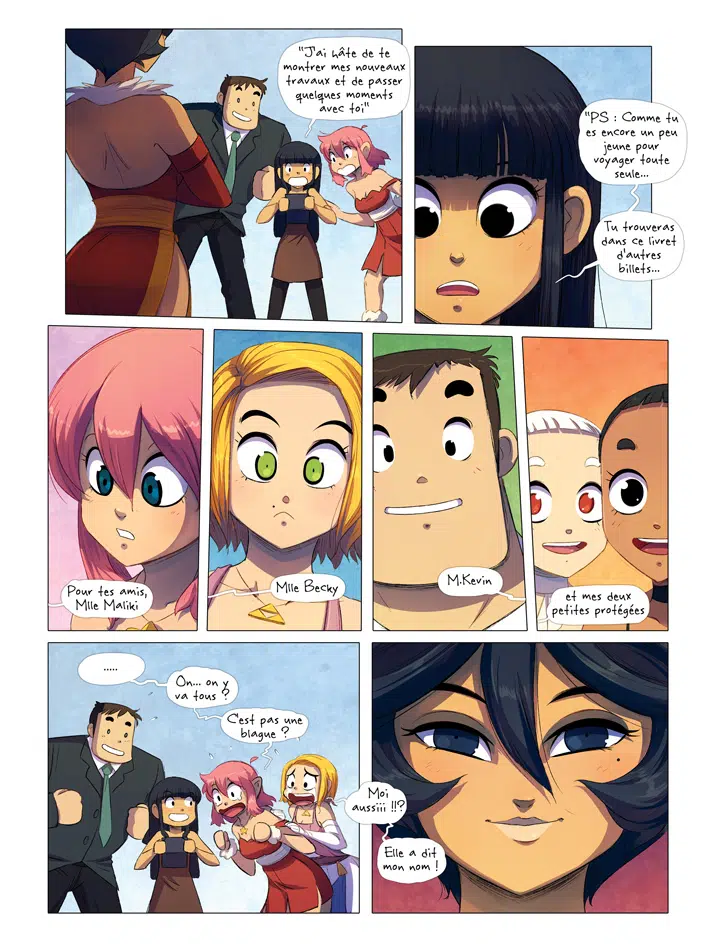 "J'ai hâte de te
montrer mes nouveaux
travaux et de passer
quelques moments
avec toi"
"PS : Comme tu
es encore un peu
jeune pour
voyager toute
seule...
Tu trouveras
dans ce livret
d'autres
billets...
Pour tes amis,
Mlle Maliki
Mlle Becky
M.Kevin
et mes deux
petites protégées
.....
On... on y
va tous ?
C'est pas une
blague ?
Moi
aussiii !!?
Elle a dit
mon nom !